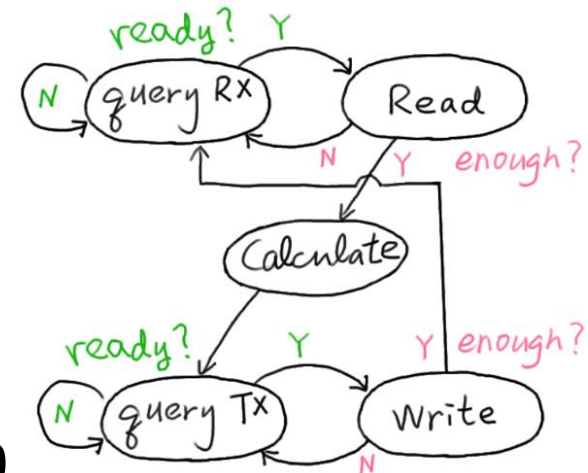 ready? Y
N query Rx Read
N Y enough?
Calculate
ready? Y Y enough?
N query Tx Write
N